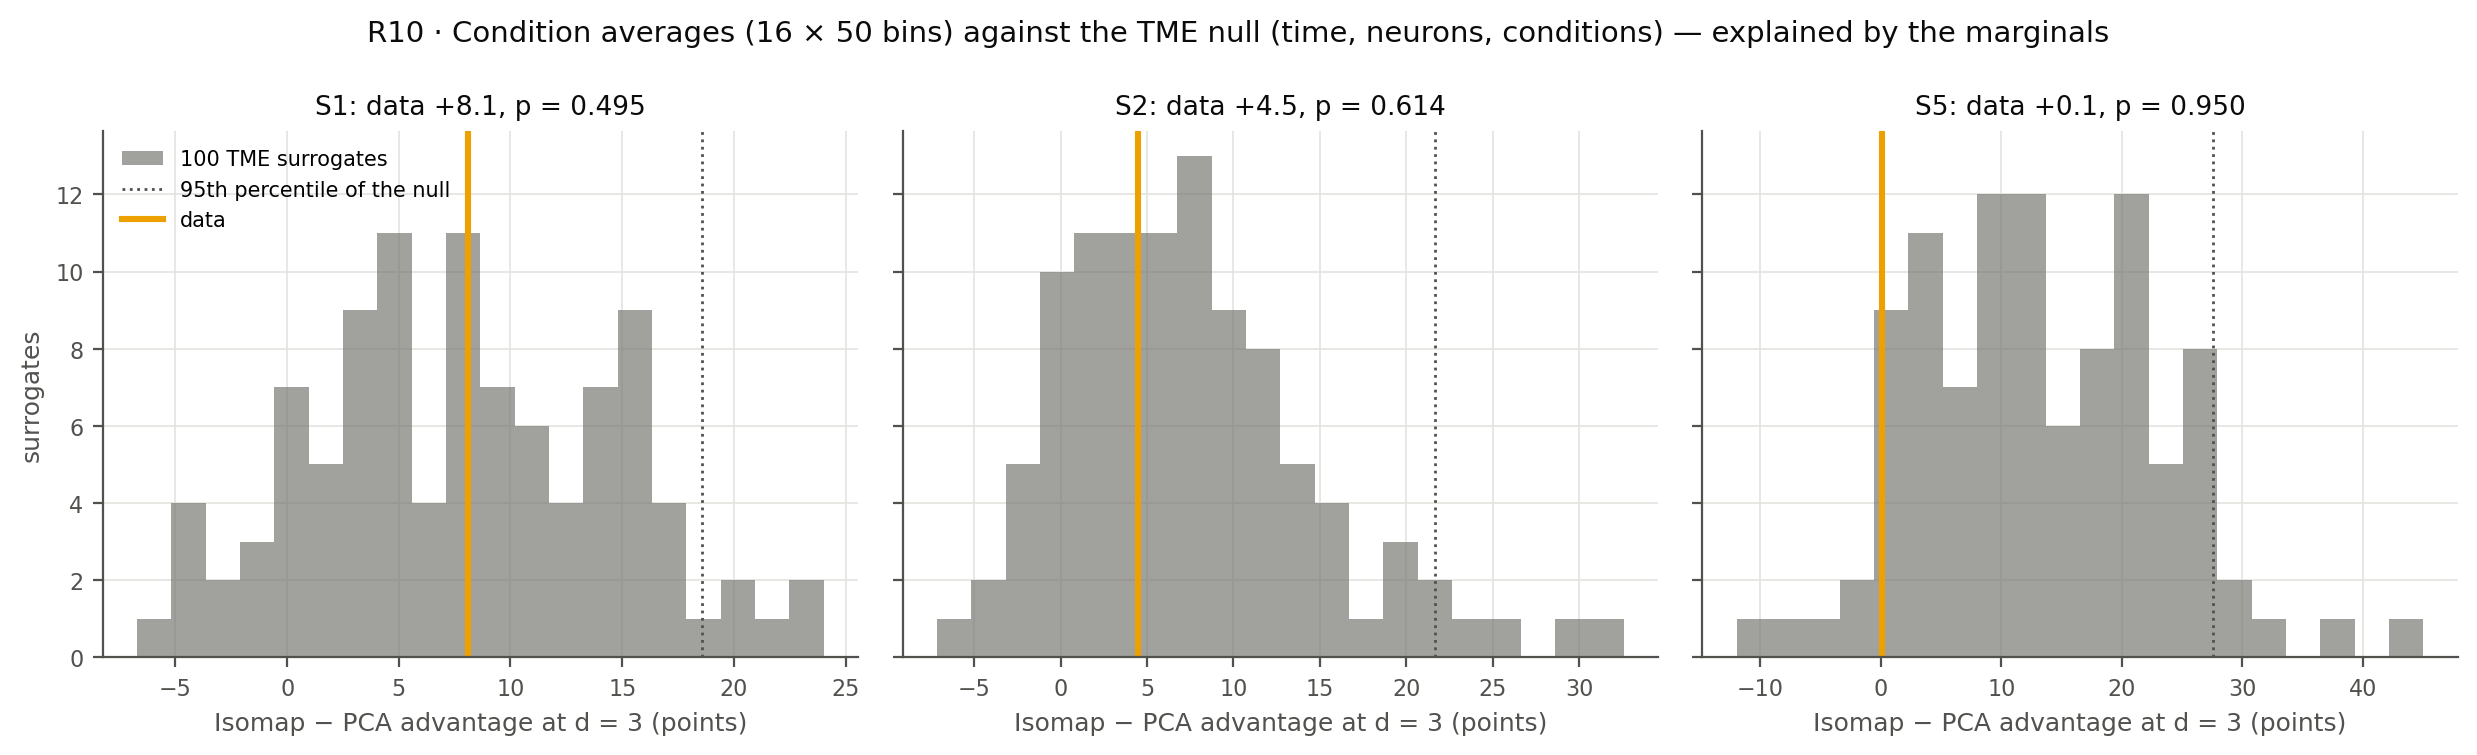 R10 · Condition averages (16 × 50 bins) against the TME null (time, neurons, conditions) — explained by the marginals
S1: data +8.1, p = 0.495
S2: data +4.5, p = 0.614
S5: data +0.1, p = 0.950
100 TME surrogates
95th percentile of the null
data
surrogates
12
10
8
6
4
2
0
−5 0 5 10 15 20 25
−5 0 5 10 15 20 25 30
−10 0 10 20 30 40
Isomap − PCA advantage at d = 3 (points)
Isomap − PCA advantage at d = 3 (points)
Isomap − PCA advantage at d = 3 (points)